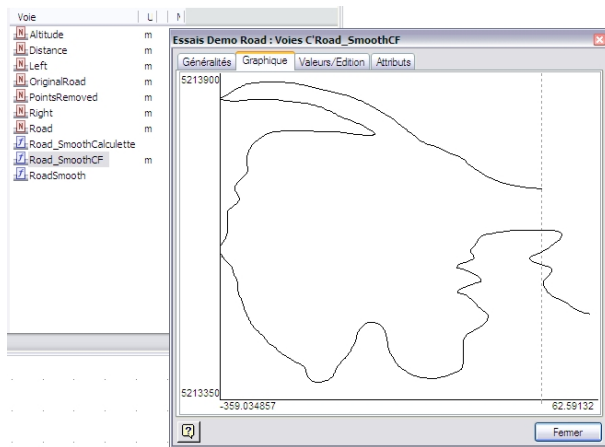 Voie L
Altitude m
Distance m
Left m
OriginalRoad m
PointsRemoved m
Right m
Road m
Road_SmoothCalculette
Road_SmoothCF m
RoadSmooth
Essais Demo Road : Voies C'Road_SmoothCF
Généralités Graphique Valeurs/Edition Attributs
5213900
5213350
-359.034857 62.59132
Fermer